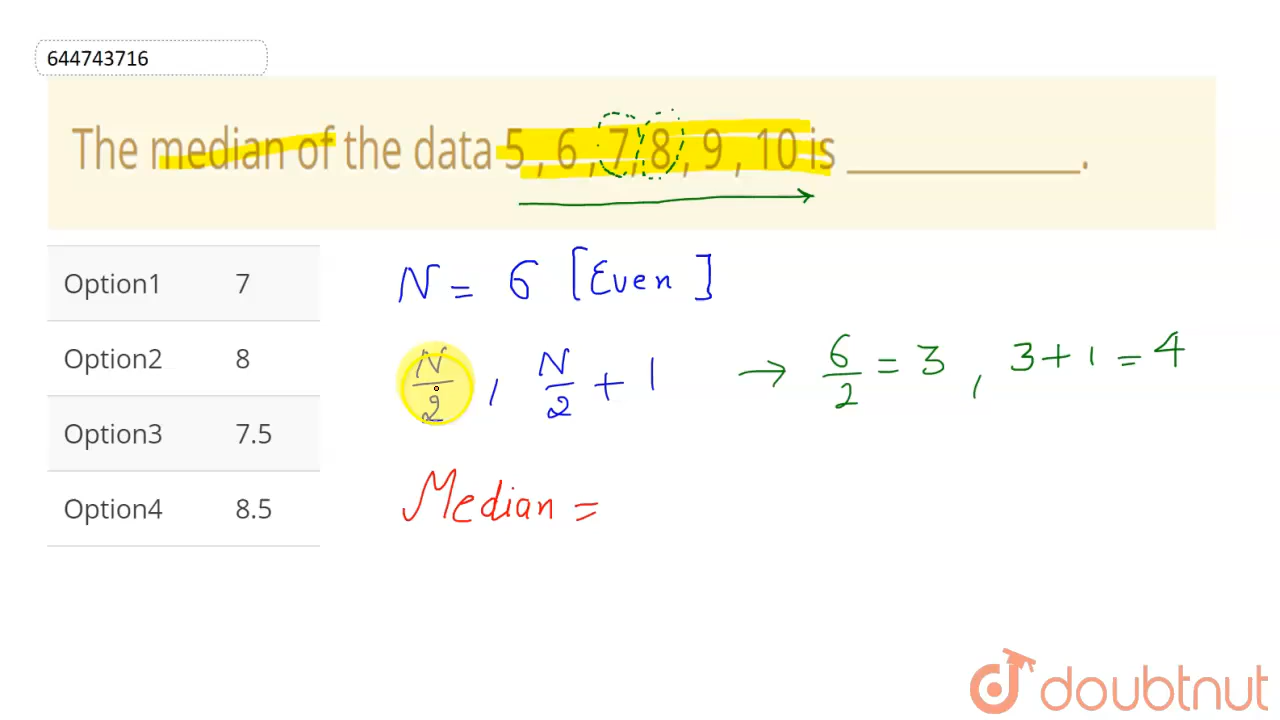 644743716
The median of the data 5 , 6 , 7, 8 , 9 , 10 is ______________.
Option1 7
Option2 8
Option3 7.5
Option4 8.5
N = 6 [Even]
N/2 , N/2 + 1 → 6/2 = 3 , 3 + 1 = 4
Median =
doubtnut